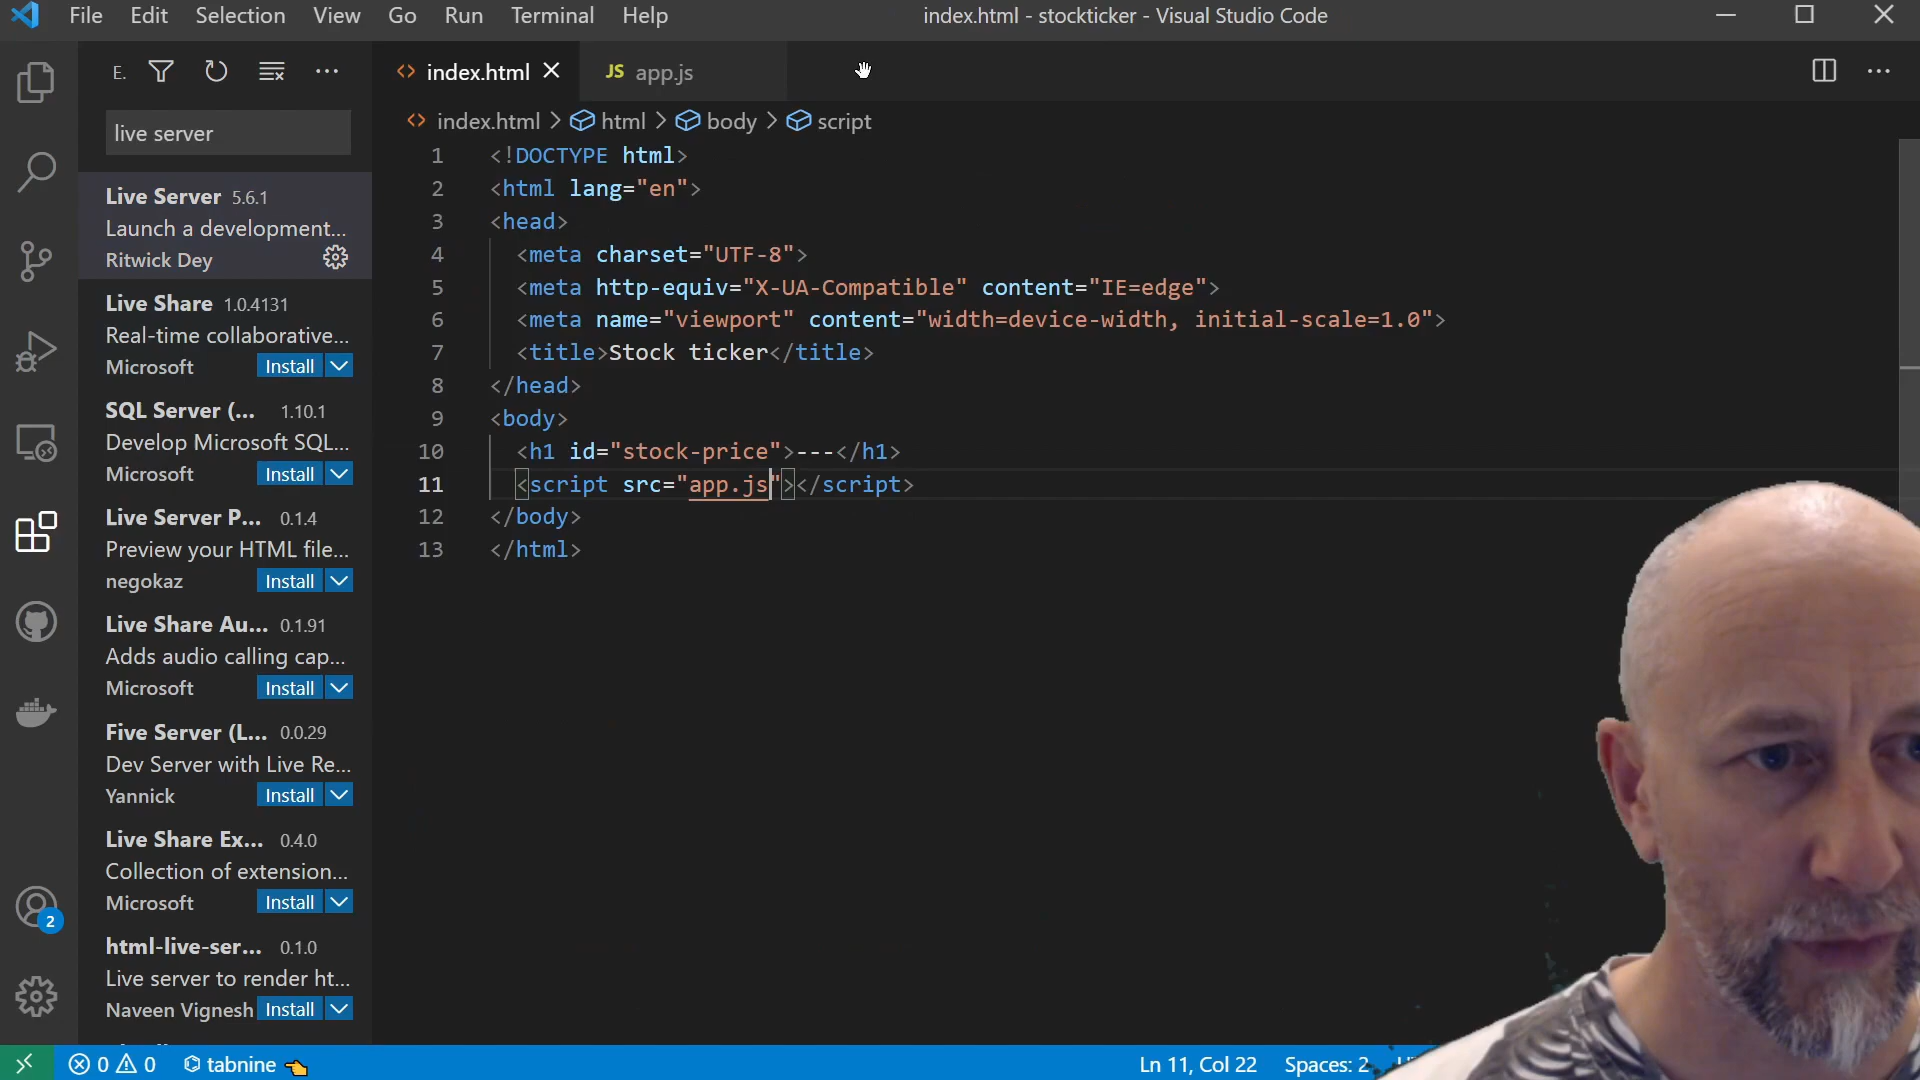 File Edit Selection View Go Run Terminal Help
index.html - stockticker - Visual Studio Code
E.
live server
Live Server 5.6.1
Launch a development...
Ritwick Dey
Live Share 1.0.4131
Real-time collaborative...
Microsoft Install
SQL Server (... 1.10.1
Develop Microsoft SQL...
Microsoft Install
Live Server P... 0.1.4
Preview your HTML file...
negokaz Install
Live Share Au... 0.1.91
Adds audio calling cap...
Microsoft Install
Five Server (L... 0.0.29
Dev Server with Live Re...
Yannick Install
Live Share Ex... 0.4.0
Collection of extension...
Microsoft Install
html-live-ser... 0.1.0
Live server to render ht...
Naveen Vignesh Install
2
index.html JS app.js
index.html > html > body > script
1 <!DOCTYPE html>
2 <html lang="en">
3 <head>
4 <meta charset="UTF-8">
5 <meta http-equiv="X-UA-Compatible" content="IE=edge">
6 <meta name="viewport" content="width=device-width, initial-scale=1.0">
7 <title>Stock ticker</title>
8 </head>
9 <body>
10 <h1 id="stock-price">---</h1>
11 <script src="app.js"></script>
12 </body>
13 </html>
0 0 tabnine
Ln 11, Col 22 Spaces: 2